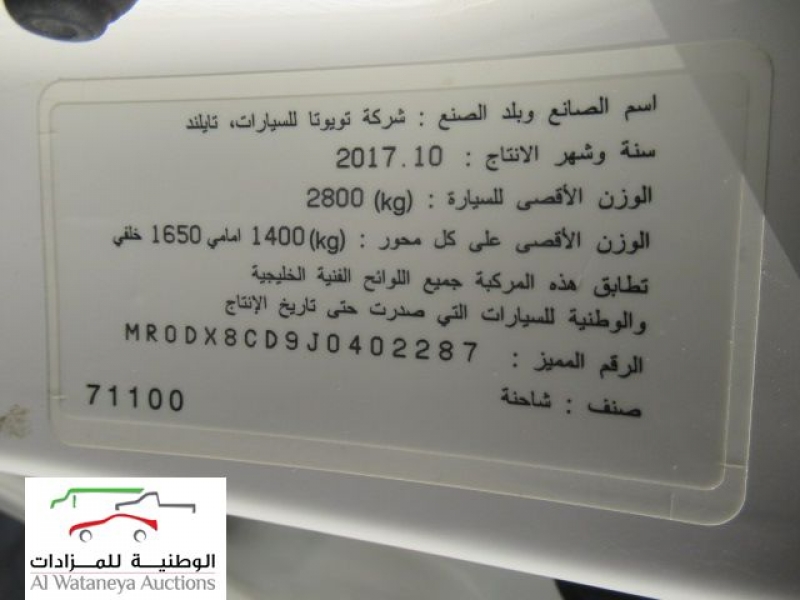 اسم الصانع وبلد الصنع : شركة تويوتا للسيارات، تايلند
سنة وشهر الانتاج : 2017.10
الوزن الأقصى للسيارة : (kg) 2800
الوزن الأقصى على كل محور : (kg) 1400 امامي 1650 خلفي
تطابق هذه المركبة جميع اللوائح الفنية الخليجية
والوطنية للسيارات التي صدرت حتى تاريخ الإنتاج
الرقم المميز : MR0DX8CD9J0402287
صنف : شاحنة 71100
الوطنية للمزادات
Al Wataneya Auctions